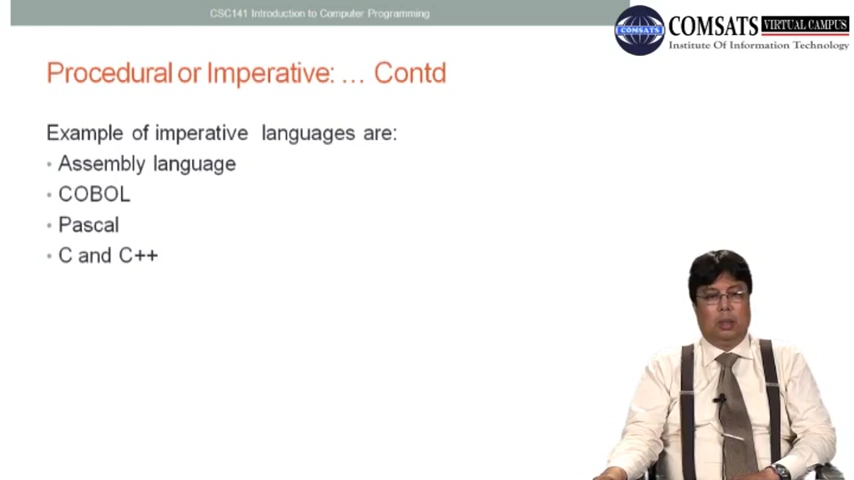 CSC141 Introduction to Computer Programming
COMSATS VIRTUAL CAMPUS
Institute Of Information Technology
COMSATS
Procedural or Imperative: … Contd
Example of imperative languages are:
• Assembly language
• COBOL
• Pascal
• C and C++